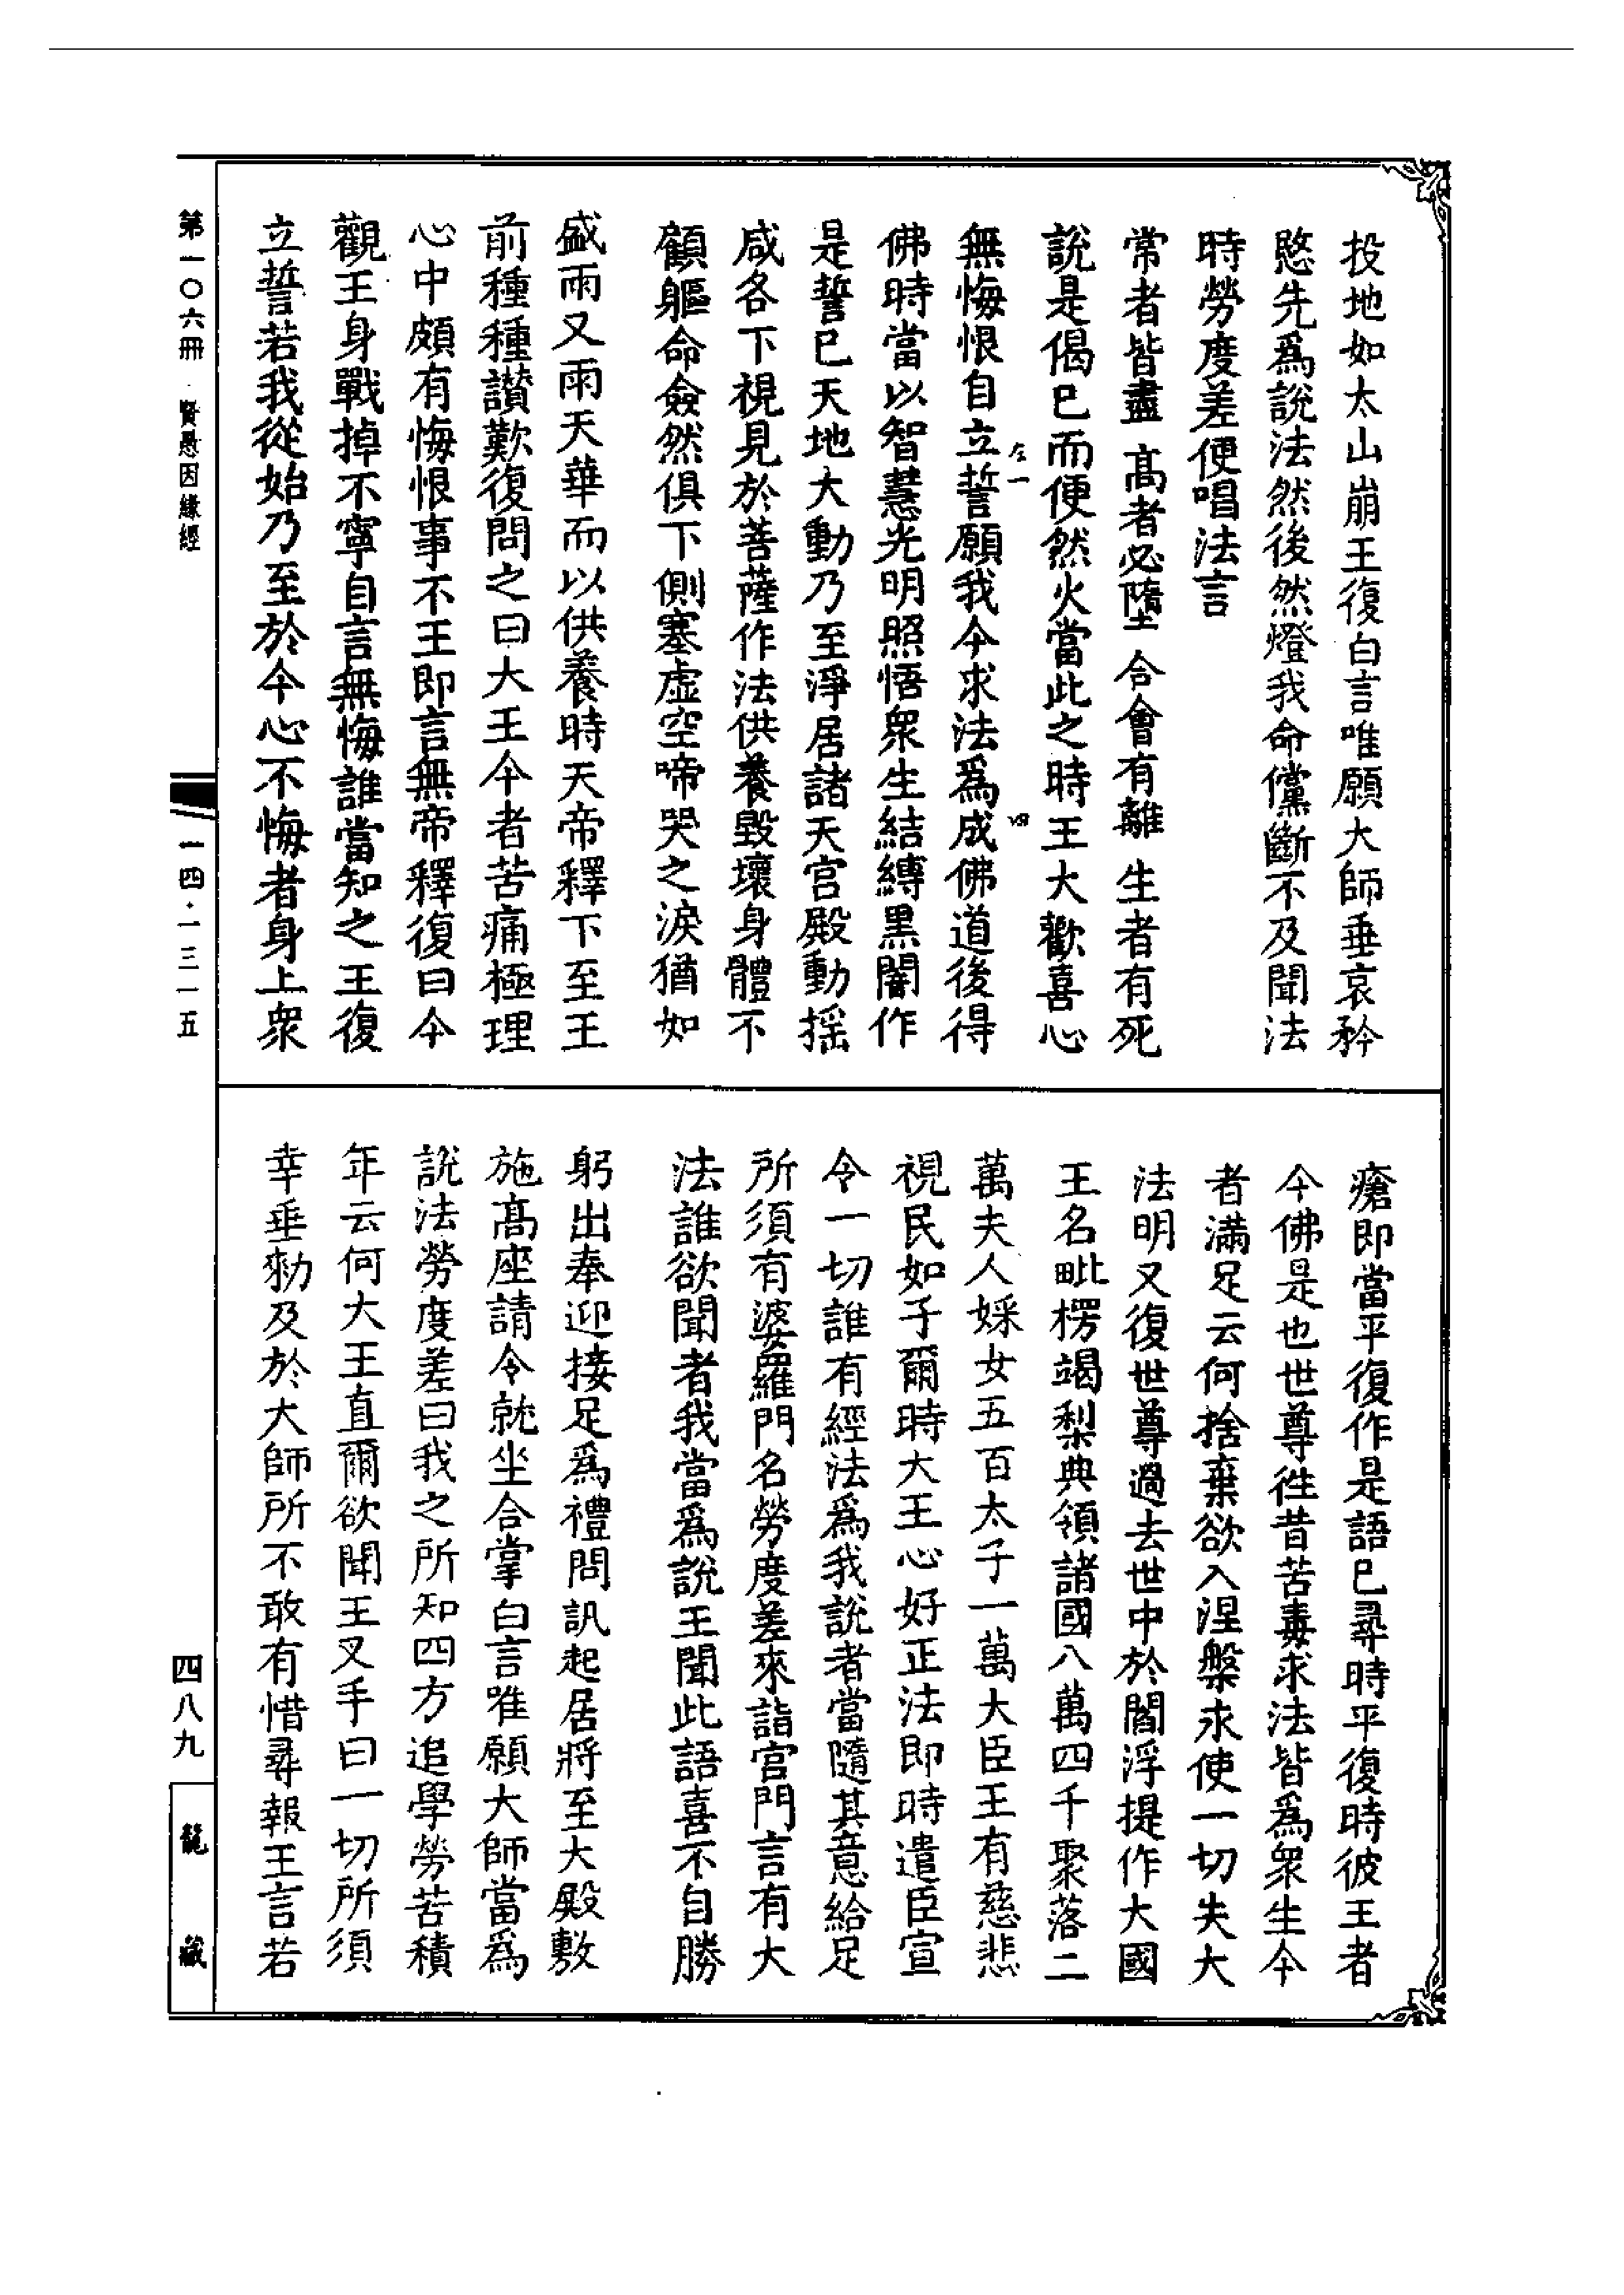 投地如太山崩王復白言唯願大師垂哀矜
愍先為說法然後然燈我命儻斷不及聞法
時勞度差便唱法言
常者皆盡 高者必墮 合會有離 生者有死
說是偈已而便然火當此之時王大歡喜心
無悔恨自立誓願我今求法為成佛道後得
佛時當以智慧光明照悟衆生結縛黑闇作
是誓已天地大動乃至淨居諸天宮殿動搖
咸各下視見於菩薩作法供養毀壞身體不
顧軀命僉然俱下側塞虛空啼哭之淚猶如
盛雨又雨天華而以供養時天帝釋下至王
前種種讃歎復問之曰大王今者苦痛極理
心中頗有悔恨事不王即言無帝釋復曰今
觀王身戰掉不寧自言無悔誰當知之王復
立誓若我從始乃至於今心不悔者身上衆
瘡即當平復作是語已尋時平復時彼王者
今佛是也世尊徃昔苦毒求法皆為衆生今
者滿足云何捨棄欲入涅槃永使一切失大
法明又復世尊過去世中於閻浮提作大國
王名毗楞竭梨典領諸國八萬四千聚落二
萬夫人婇女五百太子一萬大臣王有慈悲
視民如子爾時大王心好正法即時遣臣宣
令一切誰有經法為我說者當隨其意給足
所須有婆羅門名勞度差來詣宮門言有大
法誰欲聞者我當為說王聞此語喜不自勝
躬出奉迎接足為禮問訊起居將至大殿敷
施高座請令就坐合掌白言唯願大師當為
說法勞度差曰我之所知四方追學勞苦積
年云何大王直爾欲聞王又手曰一切所須
幸垂勑及於大師所不敢有惜尋報王言若
左一
四
第一〇六冊 賢愚因緣經
一四·一三一五
四八九
龍藏